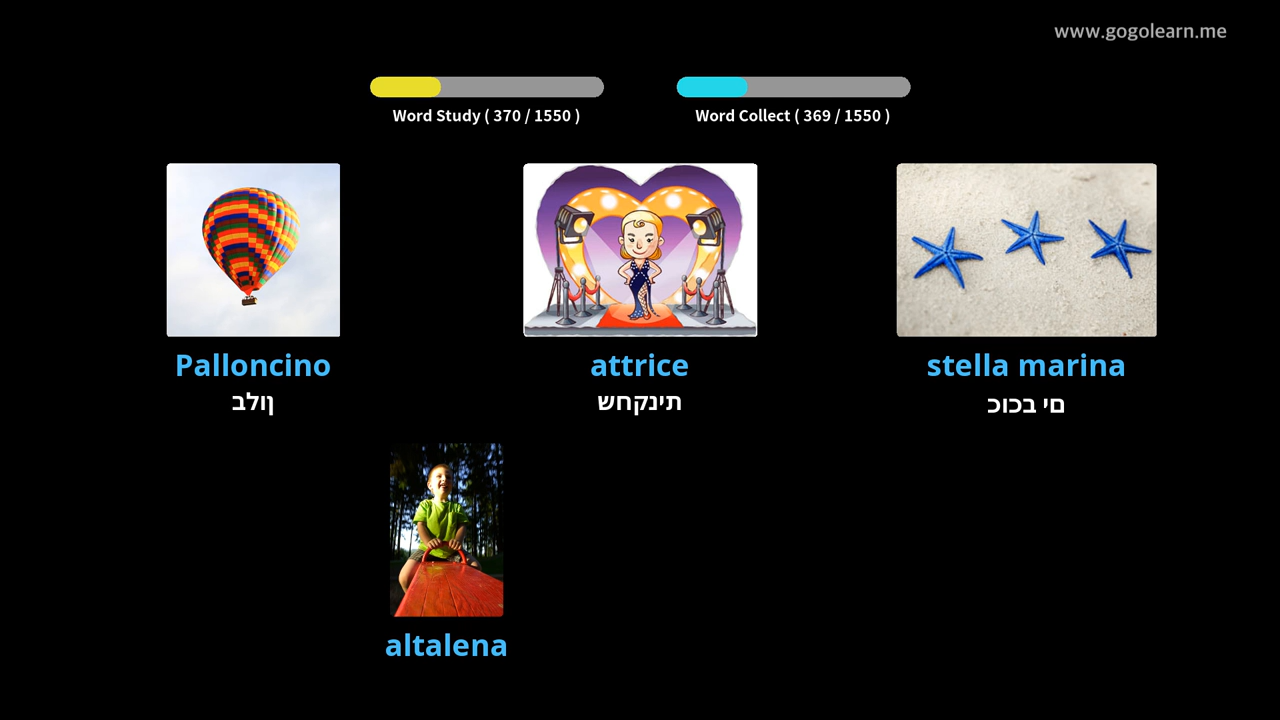 www.gogolearn.me
Word Study ( 370 / 1550 )
Word Collect ( 369 / 1550 )
Palloncino
ןולב
attrice
תינקחש
stella marina
םי בכוכ
altalena